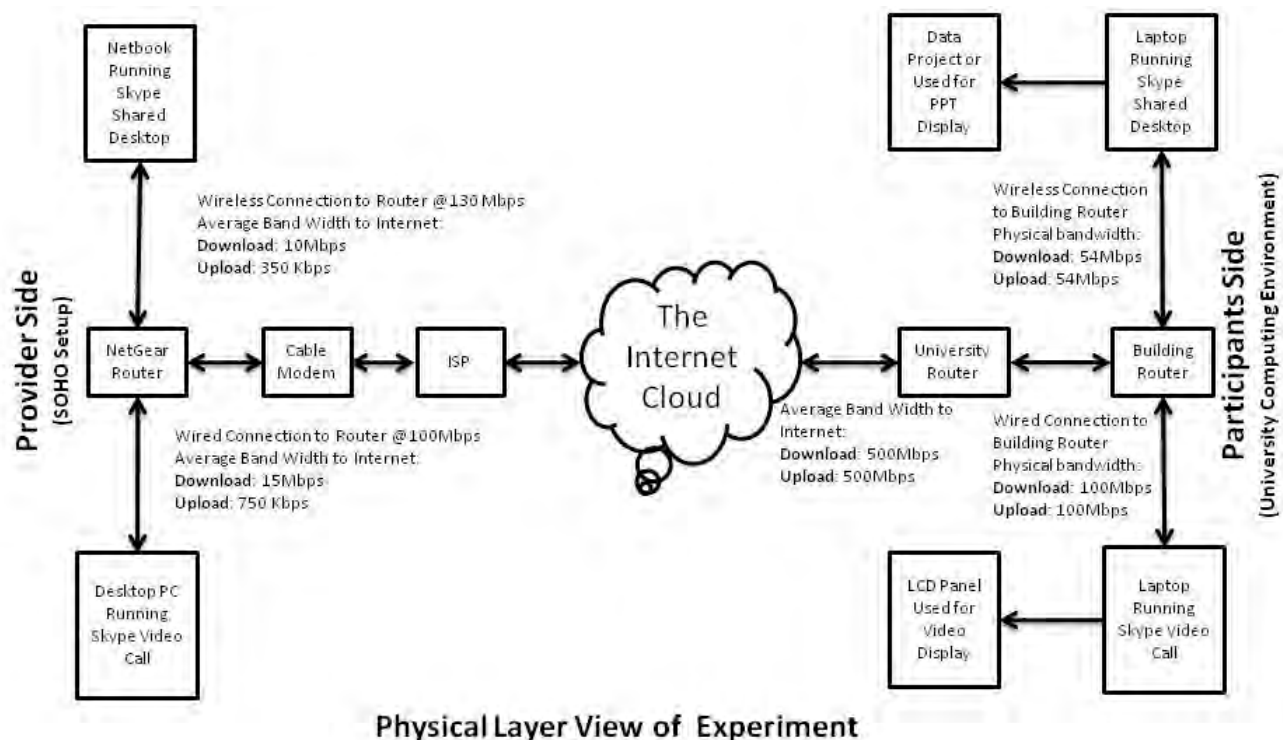 Netbook
Running
Skype
Shared
Desktop
Data
Project or
Used for
PPT
Display
Laptop
Running
Skype
Shared
Desktop
Wireless Connection to Router @130 Mbps
Average Band Width to Internet:
Download: 10Mbps
Upload: 350 Kbps
Wireless Connection
to Building Router
Physical bandwidth:
Download: 54Mbps
Upload: 54Mbps
Provider Side
(SOHO Setup)
NetGear
Router
Cable
Modem
ISP
The
Internet
Cloud
University
Router
Building
Router
Participants Side
(University Computing Environment)
Wired Connection to Router @100Mbps
Average Band Width to Internet:
Download: 15Mbps
Upload: 750 Kbps
Average Band Width to
Internet:
Download: 500Mbps
Upload: 500Mbps
Wired Connection to
Building Router
Physical bandwidth:
Download: 100Mbps
Upload: 100Mbps
Desktop PC
Running
Skype Video
Call
LCD Panel
Used for
Video
Display
Laptop
Running
Skype Video
Call
Physical Layer View of Experiment